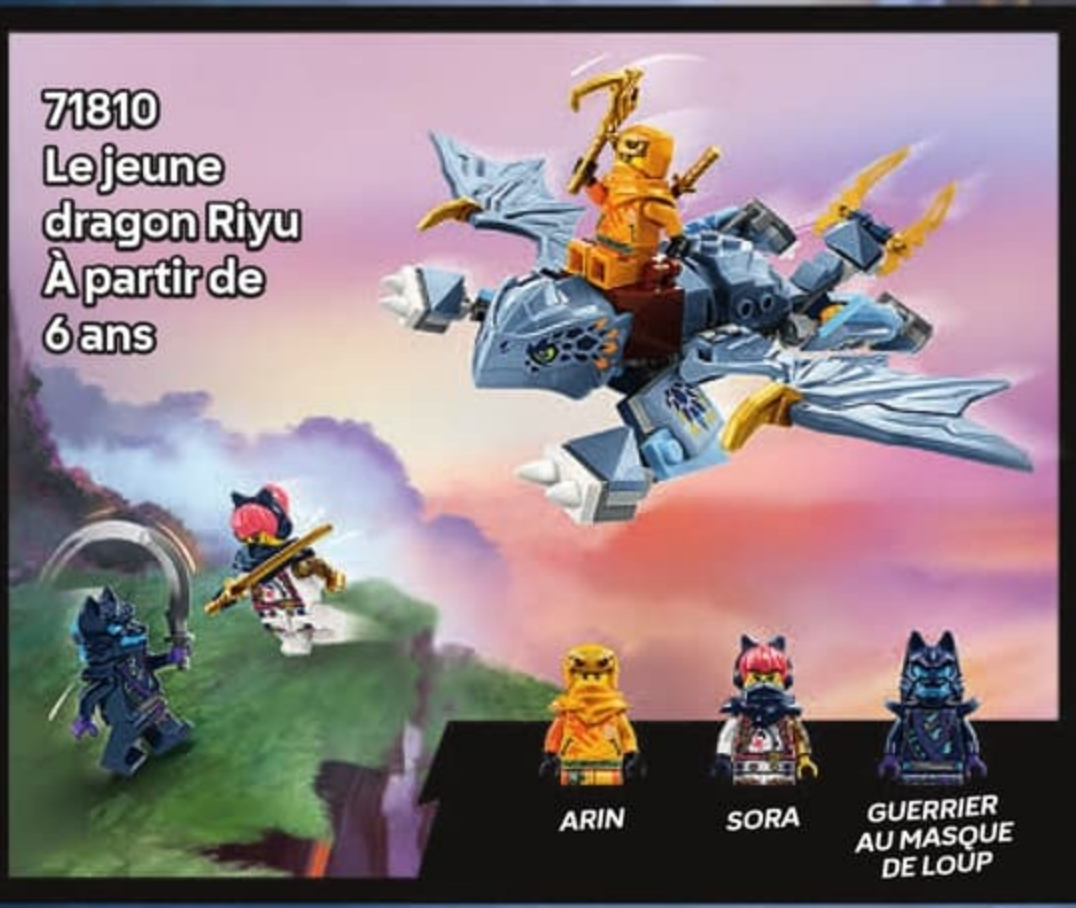 71810
Le jeune
dragon Riyu
À partir de
6 ans
ARIN
SORA
GUERRIER
AU MASQUE
DE LOUP